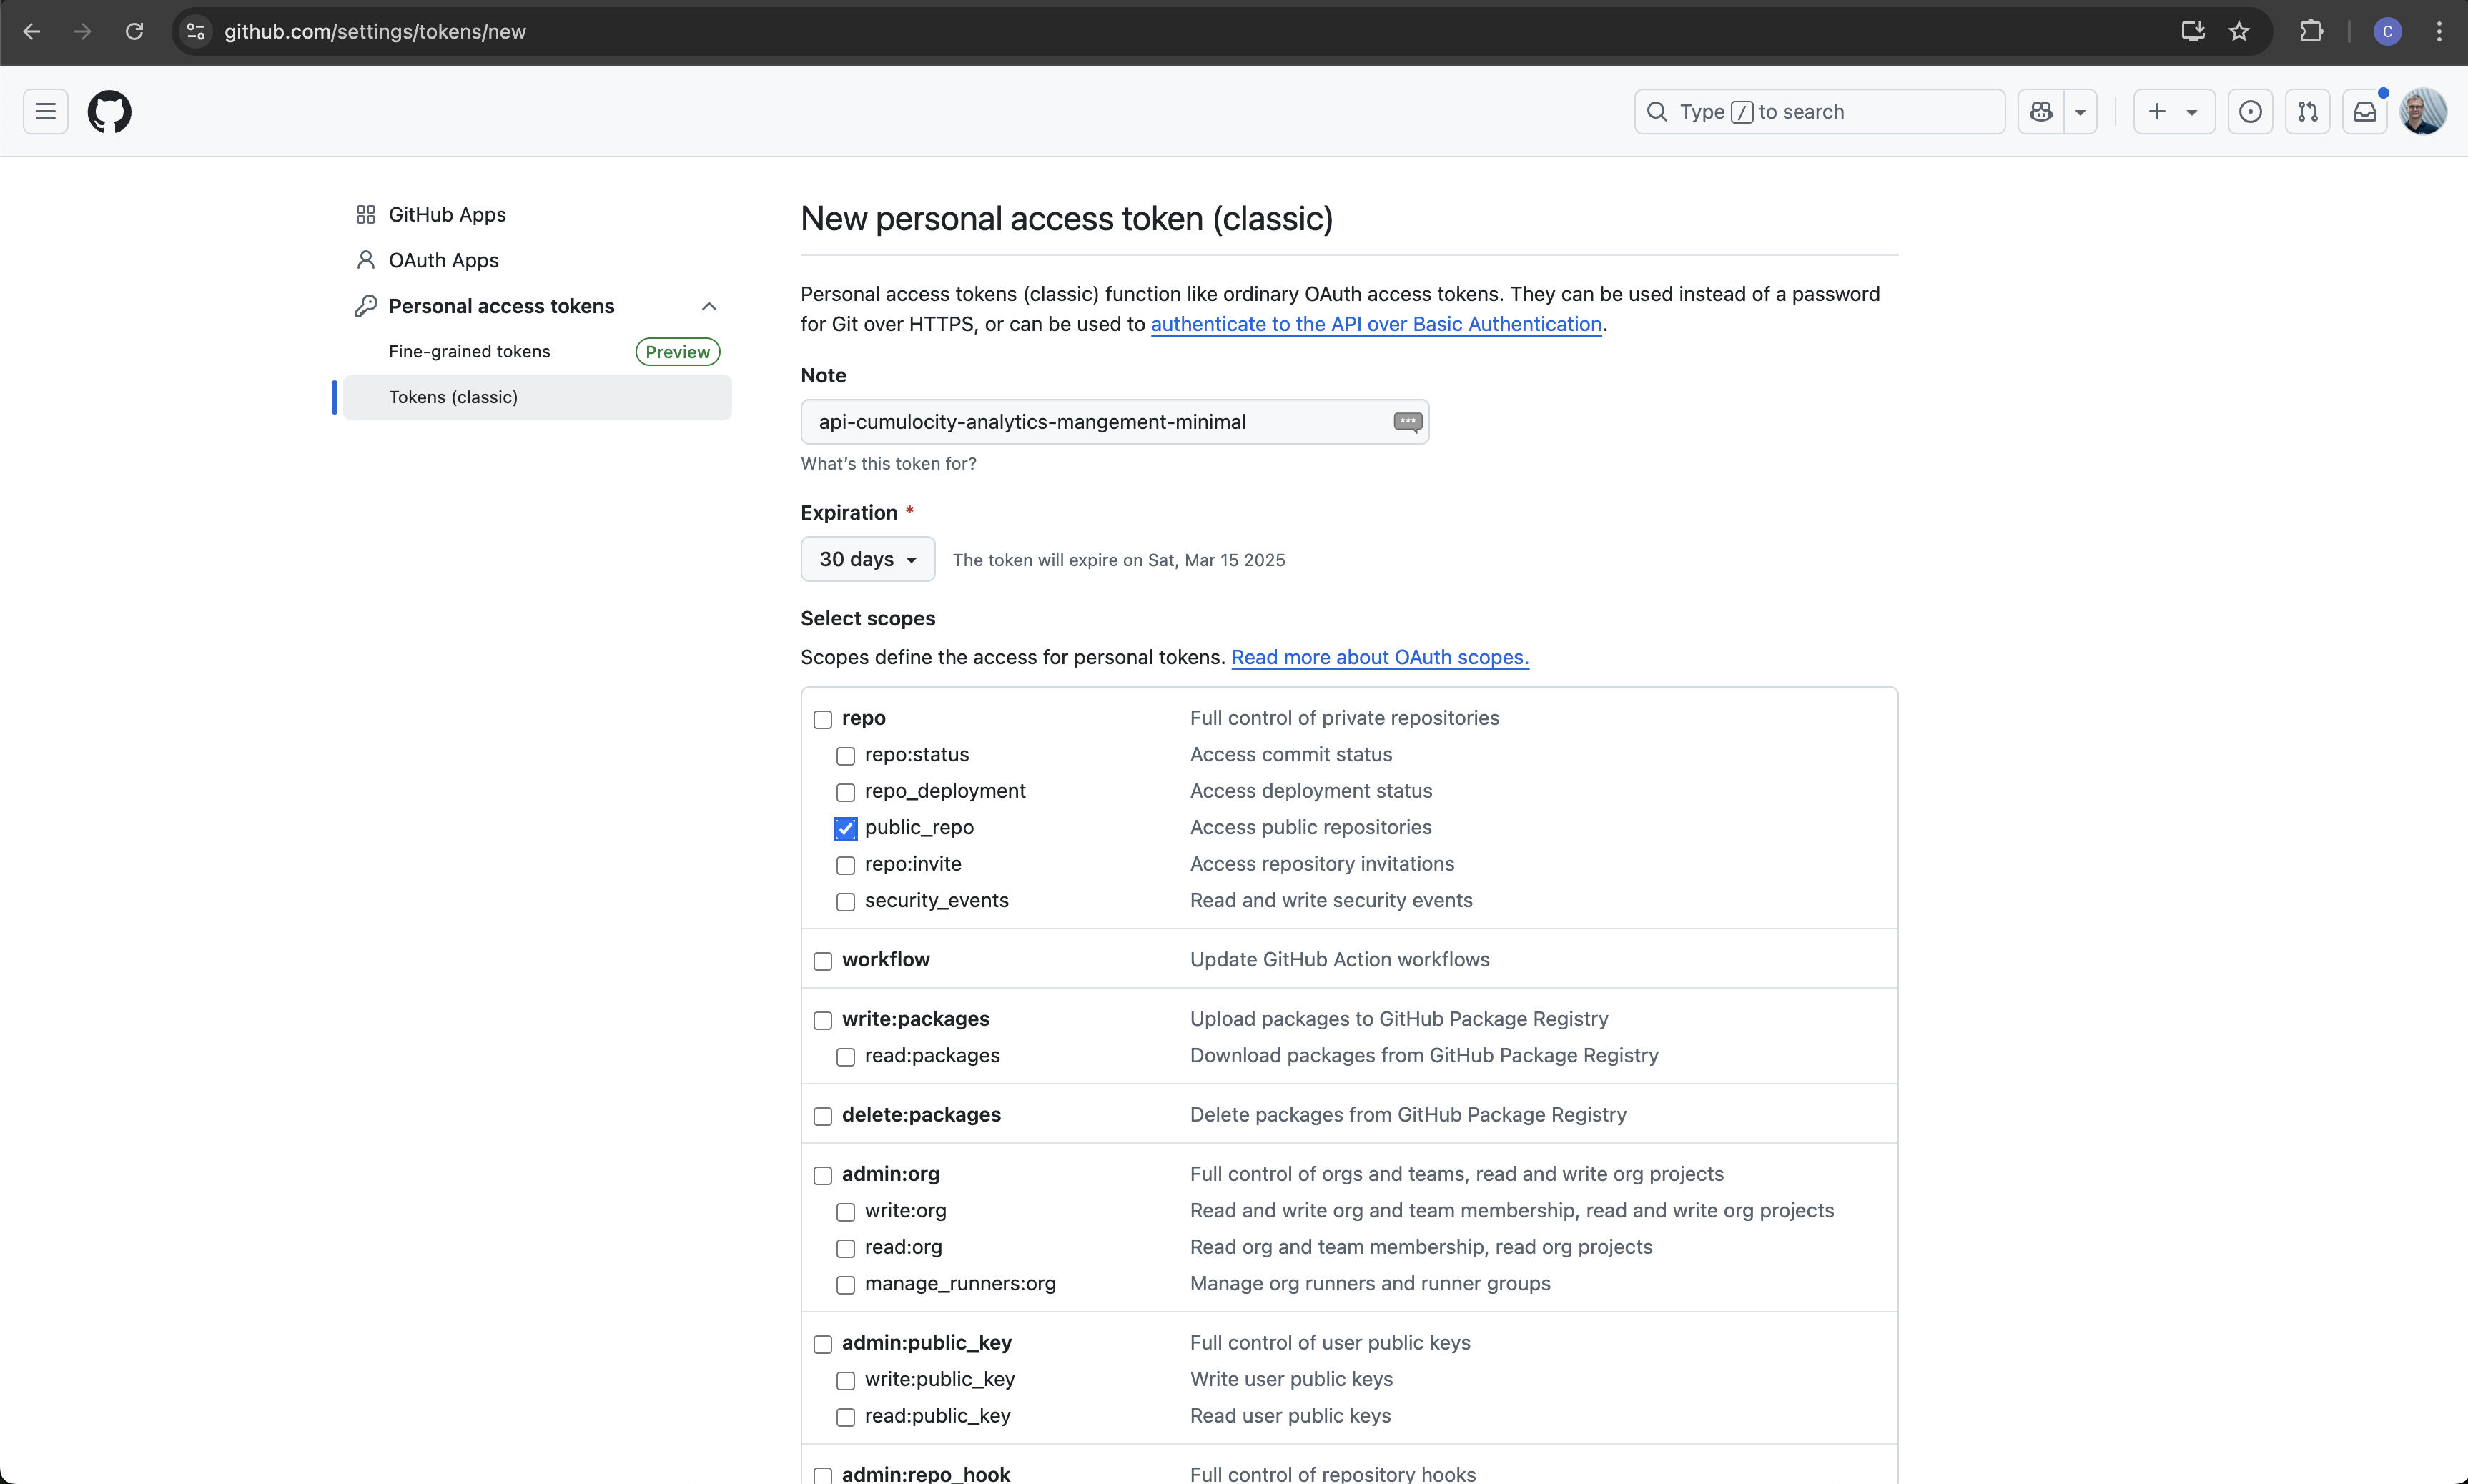 github.com/settings/tokens/new
C
Type / to search
GitHub Apps
OAuth Apps
Personal access tokens
Fine-grained tokens Preview
Tokens (classic)
New personal access token (classic)
Personal access tokens (classic) function like ordinary OAuth access tokens. They can be used instead of a password
for Git over HTTPS, or can be used to authenticate to the API over Basic Authentication.
Note
api-cumulocity-analytics-mangement-minimal
What's this token for?
Expiration *
30 days The token will expire on Sat, Mar 15 2025
Select scopes
Scopes define the access for personal tokens. Read more about OAuth scopes.
repo Full control of private repositories
repo:status Access commit status
repo_deployment Access deployment status
public_repo Access public repositories
repo:invite Access repository invitations
security_events Read and write security events
workflow Update GitHub Action workflows
write:packages Upload packages to GitHub Package Registry
read:packages Download packages from GitHub Package Registry
delete:packages Delete packages from GitHub Package Registry
admin:org Full control of orgs and teams, read and write org projects
write:org Read and write org and team membership, read and write org projects
read:org Read org and team membership, read org projects
manage_runners:org Manage org runners and runner groups
admin:public_key Full control of user public keys
write:public_key Write user public keys
read:public_key Read user public keys
admin:repo_hook Full control of repository hooks